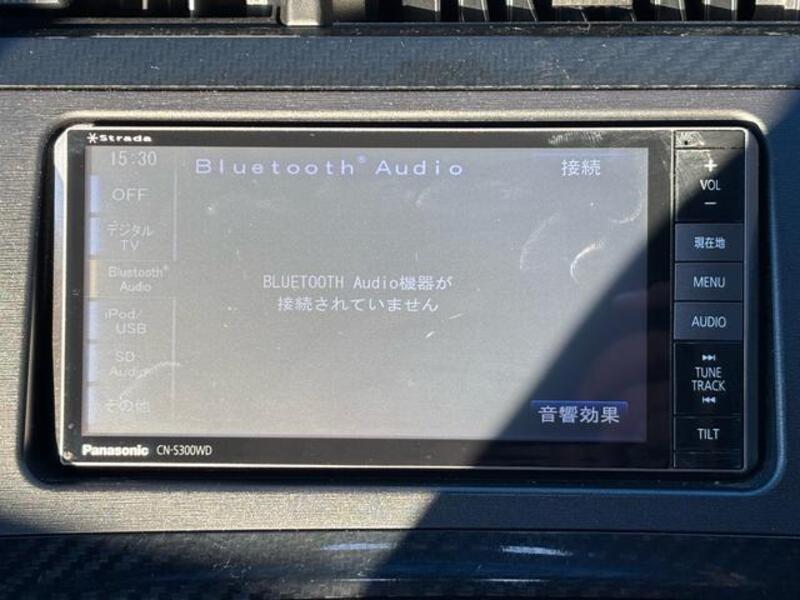 Strada
15:30
Bluetooth® Audio
接続
OFF
デジタル
TV
Bluetooth®
Audio
iPod/
USB
SD
Audio
その他
BLUETOOTH Audio機器が
接続されていません
音響効果
Panasonic CN-S300WD
+
VOL
−
現在地
MENU
AUDIO
TUNE
TRACK
TILT